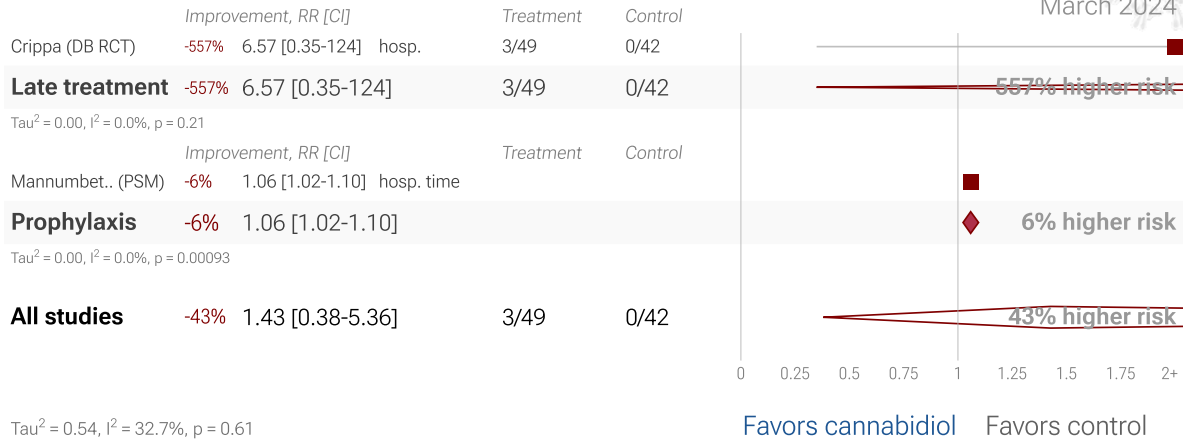 March 2024
Improvement, RR [CI] Treatment Control
Crippa (DB RCT) -557% 6.57 [0.35-124] hosp. 3/49 0/42
Late treatment -557% 6.57 [0.35-124] 3/49 0/42 557% higher risk
Tau² = 0.00, I² = 0.0%, p = 0.21
Improvement, RR [CI] Treatment Control
Mannumbet.. (PSM) -6% 1.06 [1.02-1.10] hosp. time
Prophylaxis -6% 1.06 [1.02-1.10] 6% higher risk
Tau² = 0.00, I² = 0.0%, p = 0.00093
All studies -43% 1.43 [0.38-5.36] 3/49 0/42 43% higher risk
0 0.25 0.5 0.75 1 1.25 1.5 1.75 2+
Tau² = 0.54, I² = 32.7%, p = 0.61 Favors cannabidiol Favors control